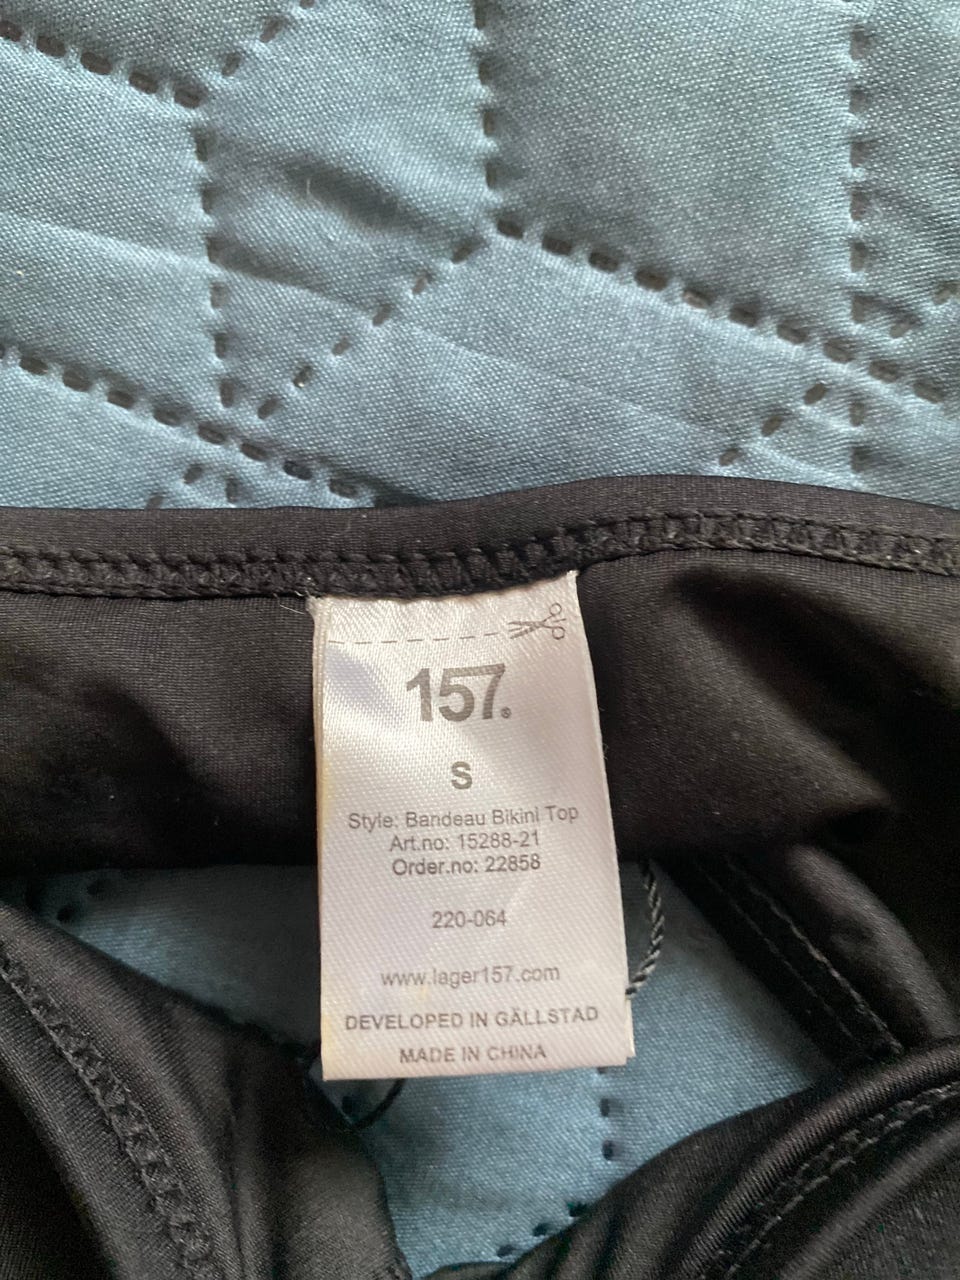 157.
S
Style: Bandeau Bikini Top
Art.no: 15288-21
Order.no: 22858
220-064
www.lager157.com
DEVELOPED IN GÄLLSTAD
MADE IN CHINA